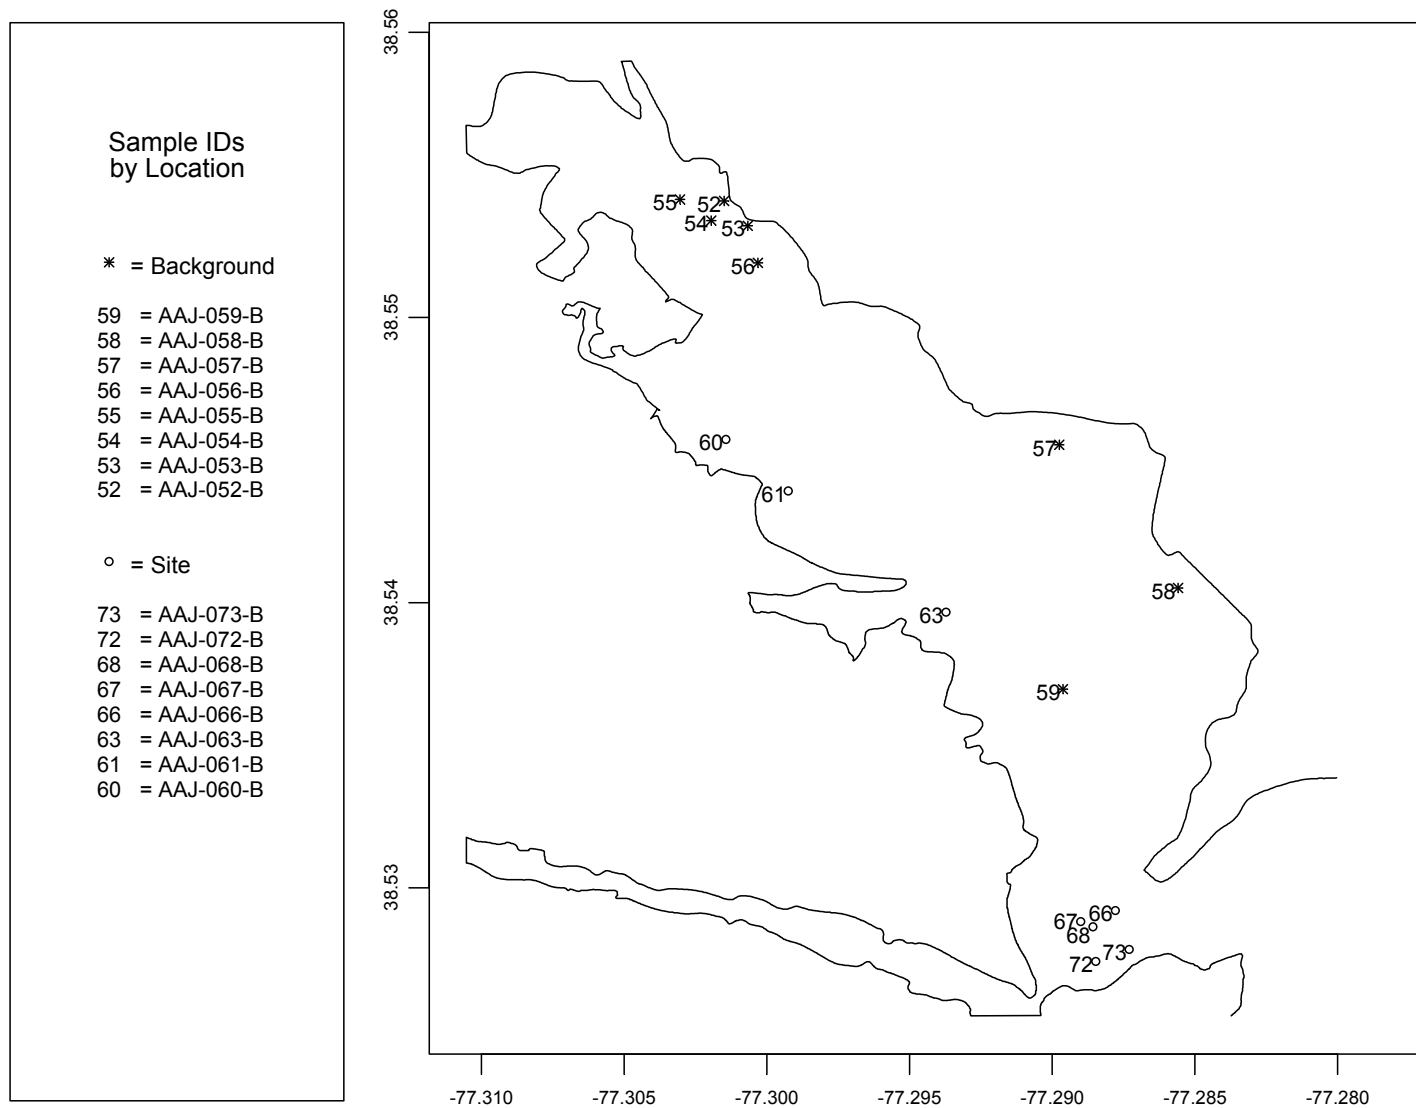 Sample IDs
by Location
* = Background
59 = AAJ-059-B
58 = AAJ-058-B
57 = AAJ-057-B
56 = AAJ-056-B
55 = AAJ-055-B
54 = AAJ-054-B
53 = AAJ-053-B
52 = AAJ-052-B
= Site
73 = AAJ-073-B
72 = AAJ-072-B
68 = AAJ-068-B
67 = AAJ-067-B
66 = AAJ-066-B
63 = AAJ-063-B
61 = AAJ-061-B
60 = AAJ-060-B
38.56
38.55
38.54
38.53
55
52
54
53
56
60
57
61
58
63
59
67
66
68
73
72
-77.310
-77.305
-77.300
-77.295
-77.290
-77.285
-77.280